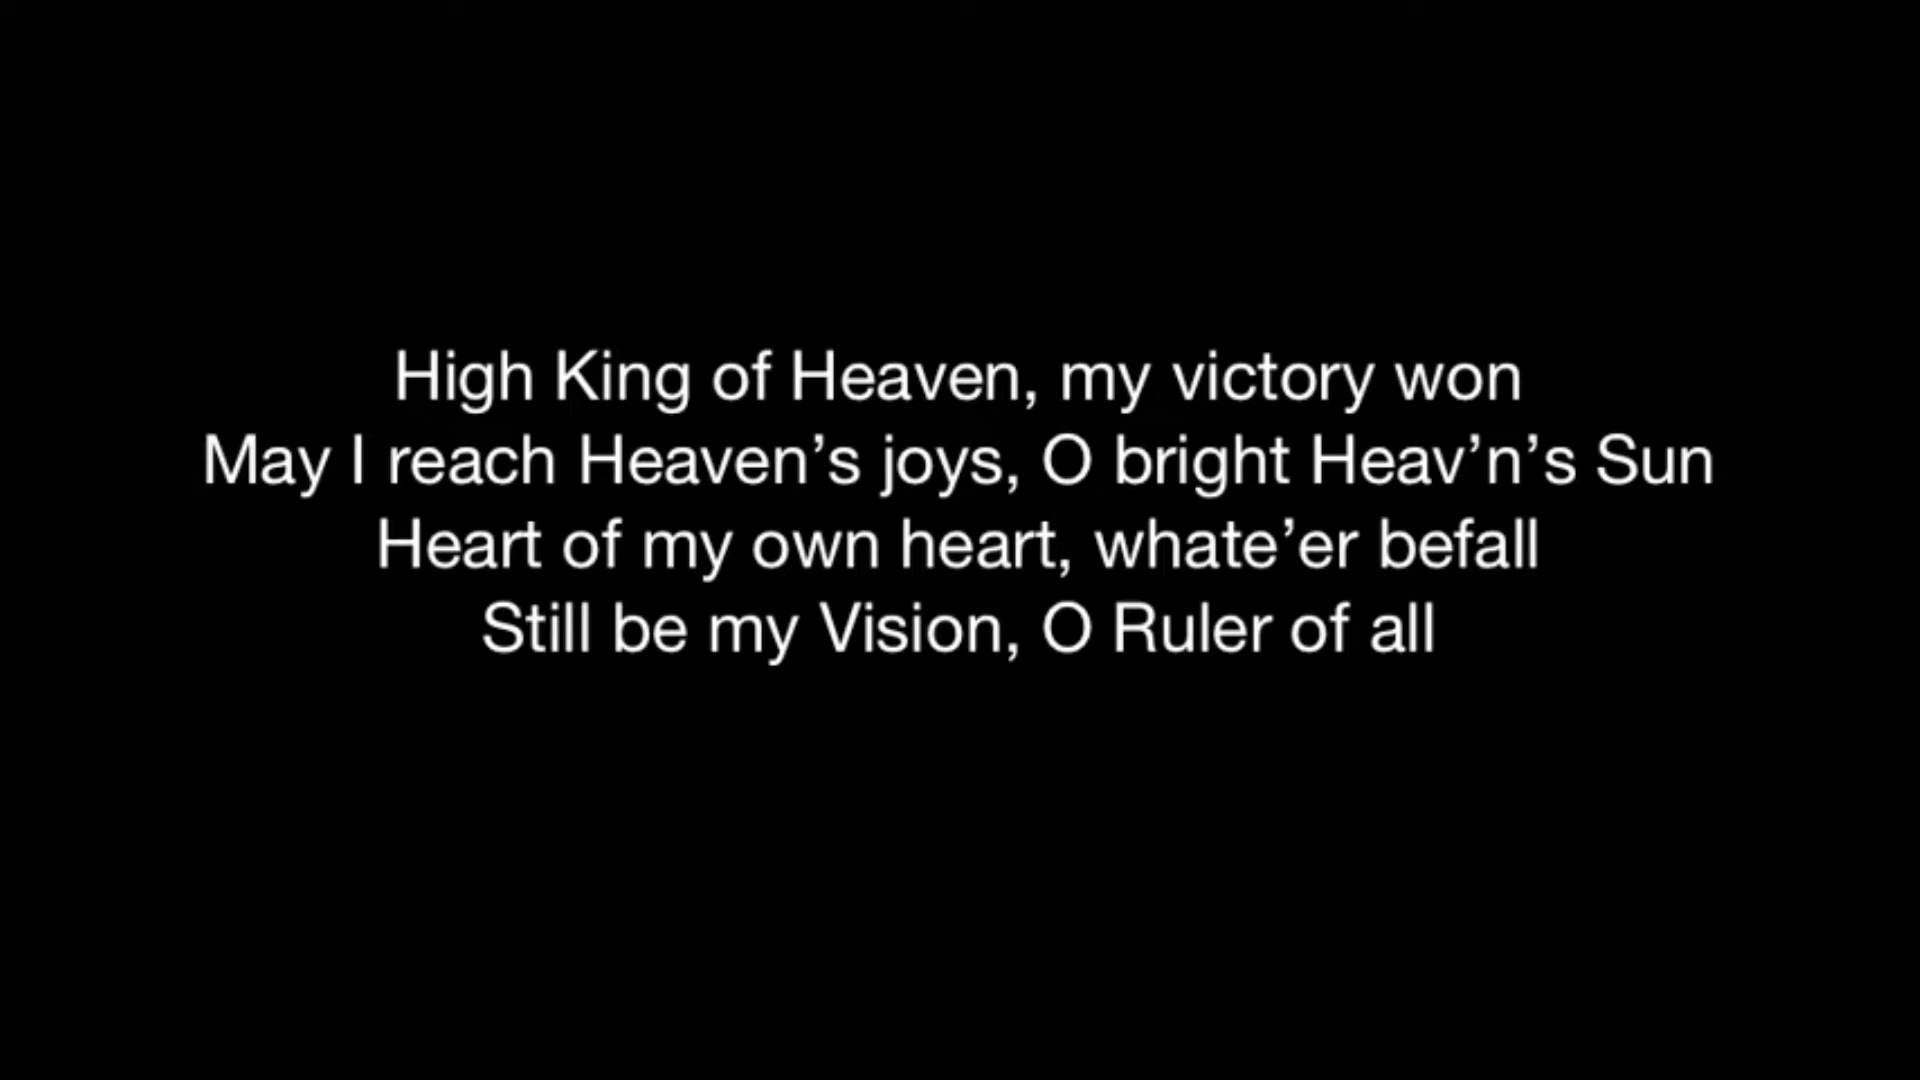 High King of Heaven, my victory won
May I reach Heaven’s joys, O bright Heav’n’s Sun
Heart of my own heart, whate’er befall
Still be my Vision, O Ruler of all